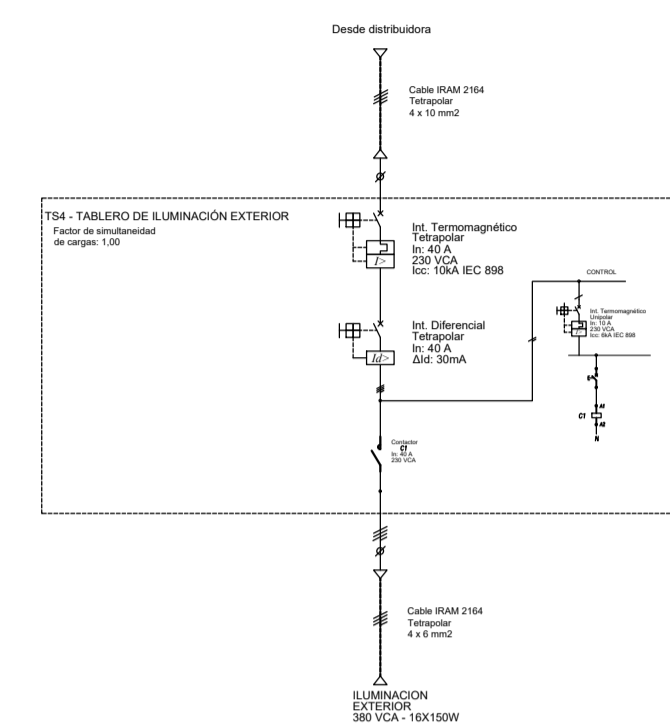 Desde distribuidora
Cable IRAM 2164
Tetrapolar
4 x 10 mm2
TS4 - TABLERO DE ILUMINACIÓN EXTERIOR
Factor de simultaneidad
de cargas: 1,00
Int. Termomagnético
Tetrapolar
In: 40 A
230 VCA
Icc: 10kA IEC 898
I>
CONTROL
Int. Termomagnético
Unipolar
In: 10 A
230 VCA
Icc: 6kA IEC 898
Int. Diferencial
Tetrapolar
In: 40 A
ΔId: 30mA
Id>
A1
C1
A2
N
Contactor
C1
In: 40 A
230 VCA
Cable IRAM 2164
Tetrapolar
4 x 6 mm2
ILUMINACION
EXTERIOR
380 VCA - 16X150W